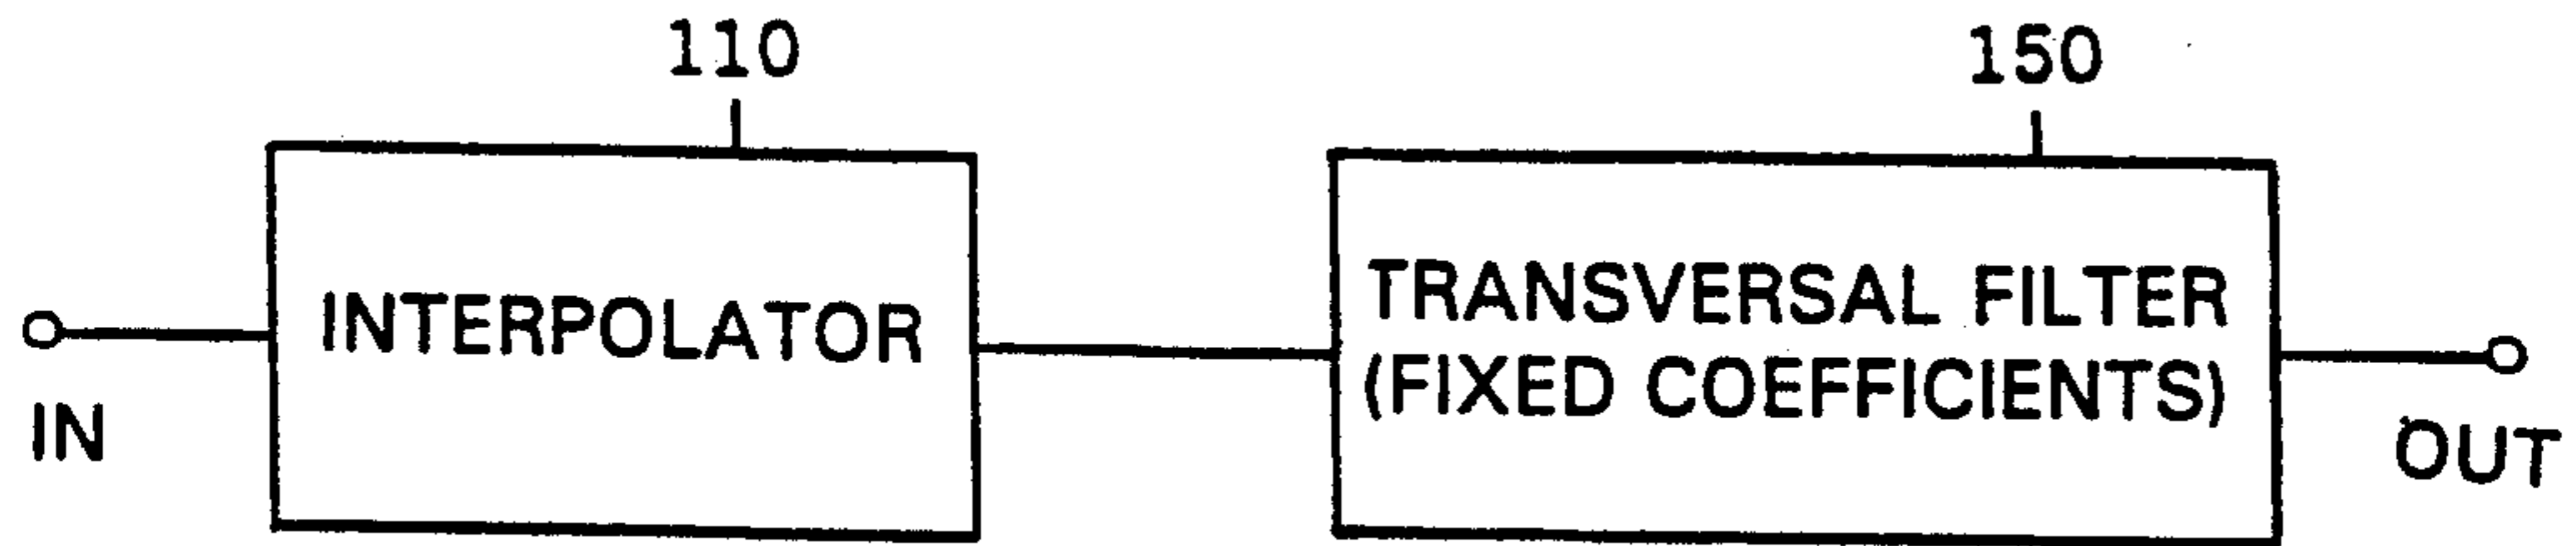 110
150
INTERPOLATOR
TRANSVERSAL FILTER
(FIXED COEFFICIENTS)
IN
OUT